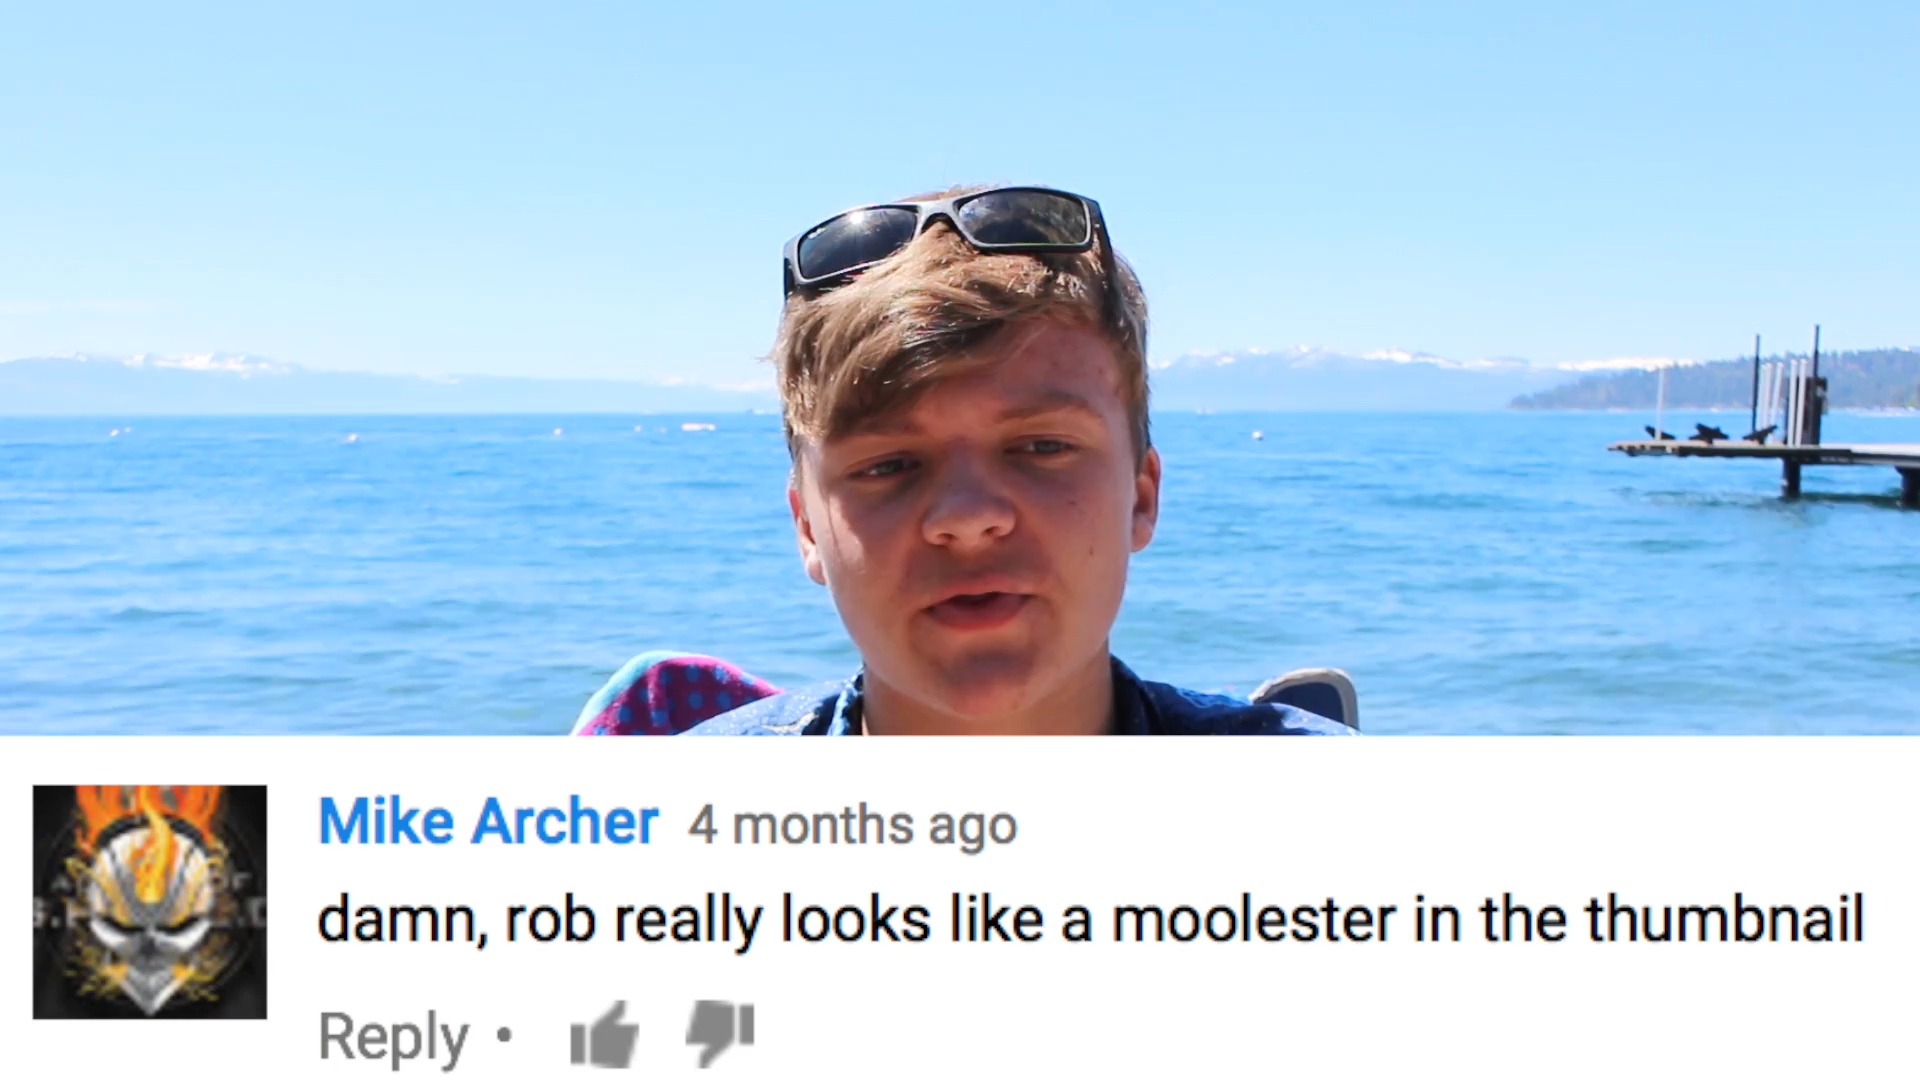 Mike Archer 4 months ago
damn, rob really looks like a moolester in the thumbnail
Reply •